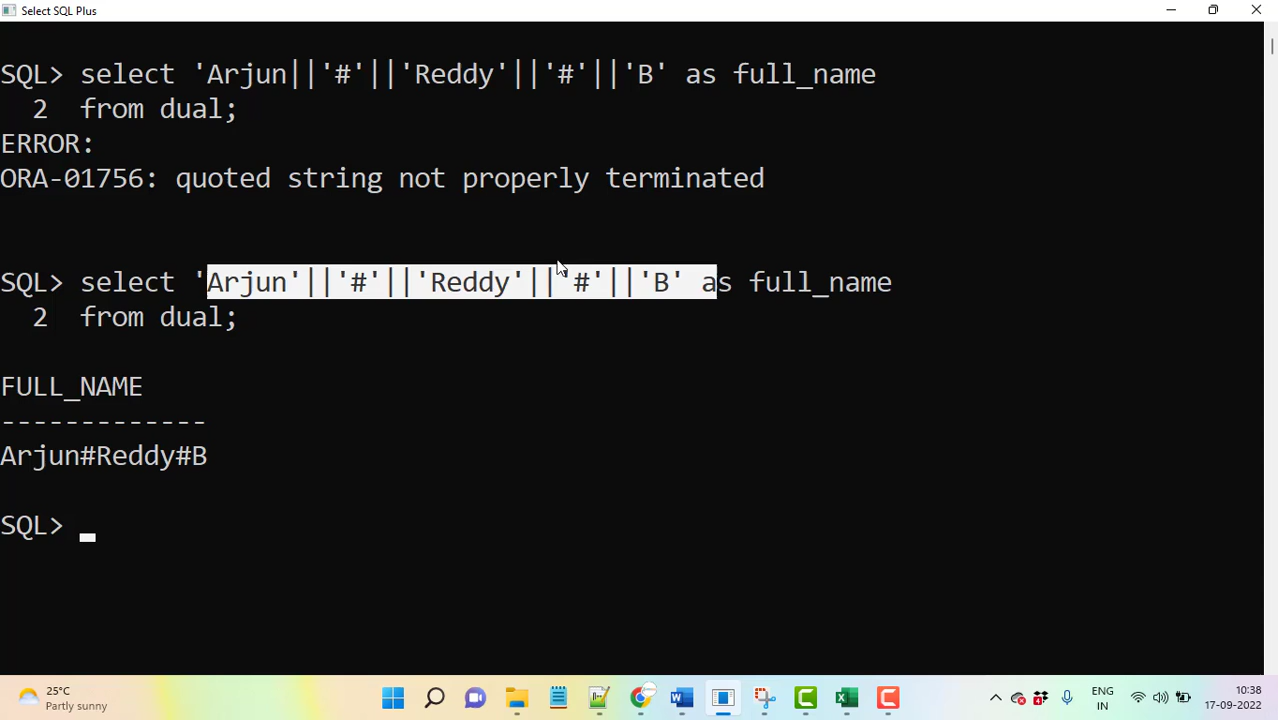 Select SQL Plus
SQL> select 'Arjun||'#'||'Reddy'||'#'||'B' as full_name
  2  from dual;
ERROR:
ORA-01756: quoted string not properly terminated
SQL> select 'Arjun'||'#'||'Reddy'||'#'||'B' as full_name
  2  from dual;
FULL_NAME
-------------
Arjun#Reddy#B
SQL>
25°C
Partly sunny
ENG
IN
10:38
17-09-2022